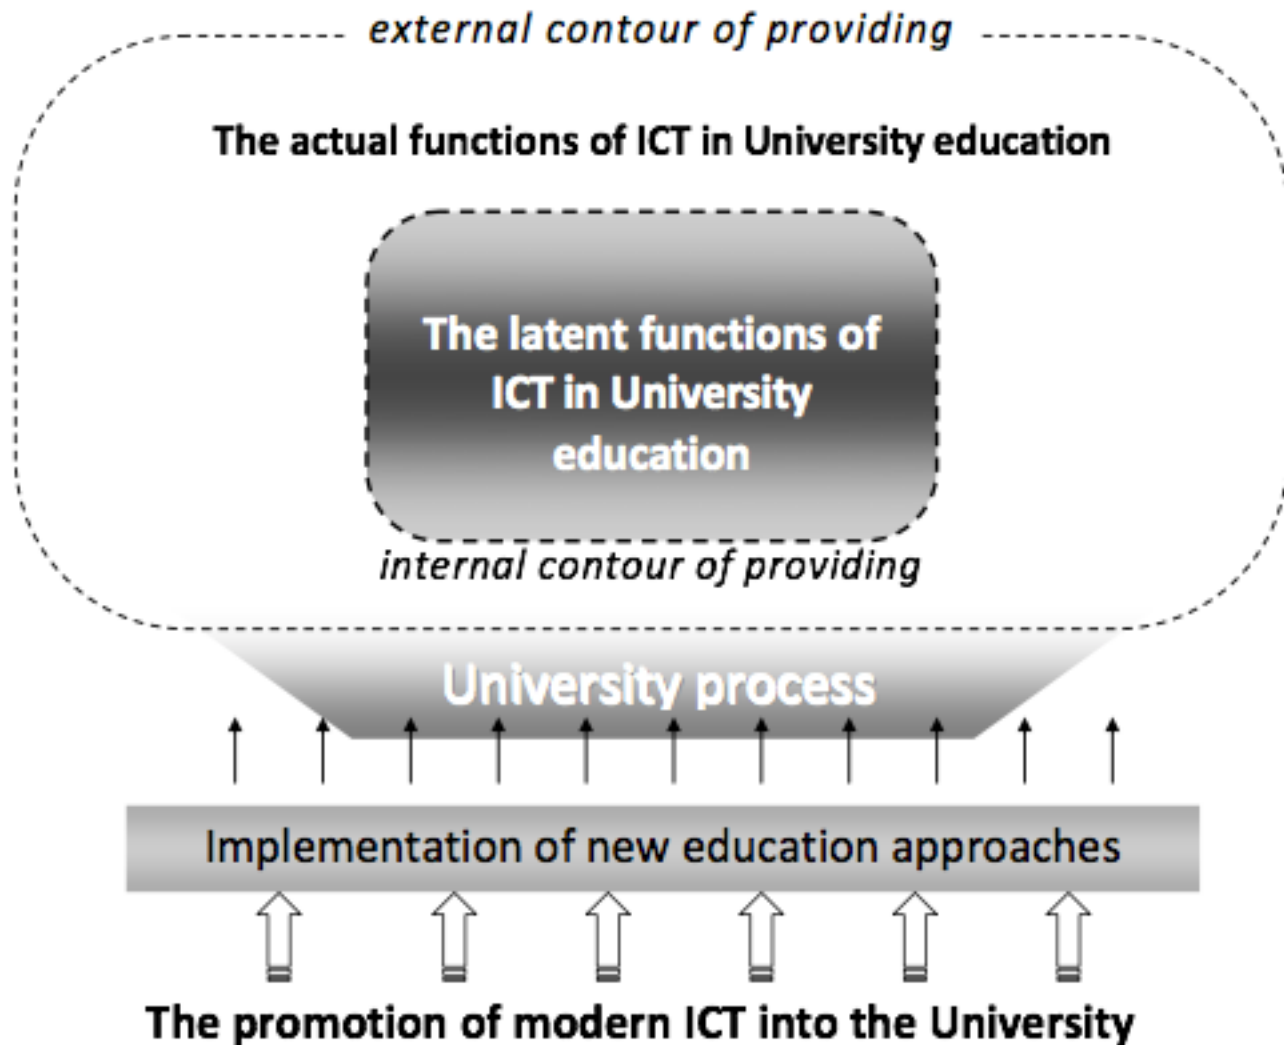 external contour of providing
The actual functions of ICT in University education
The latent functions of
ICT in University
education
internal contour of providing
University process
Implementation of new education approaches
The promotion of modern ICT into the University